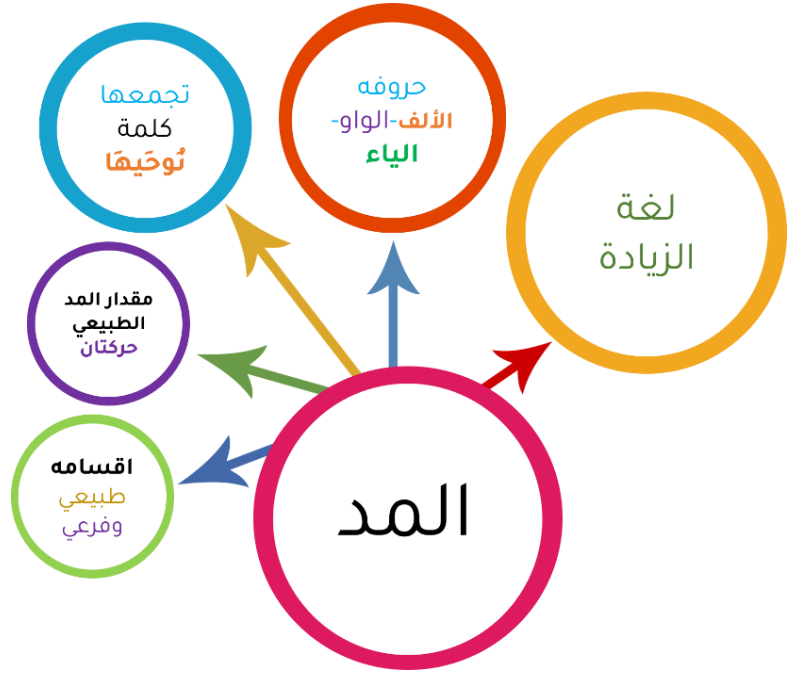 المد
لغة
الزيادة
حروفه
الألف-الواو-
الياء
تجمعها
كلمة
نُوحَيهَا
مقدار المد
الطبيعي
حركتان
اقسامه
طبيعي
وفرعي